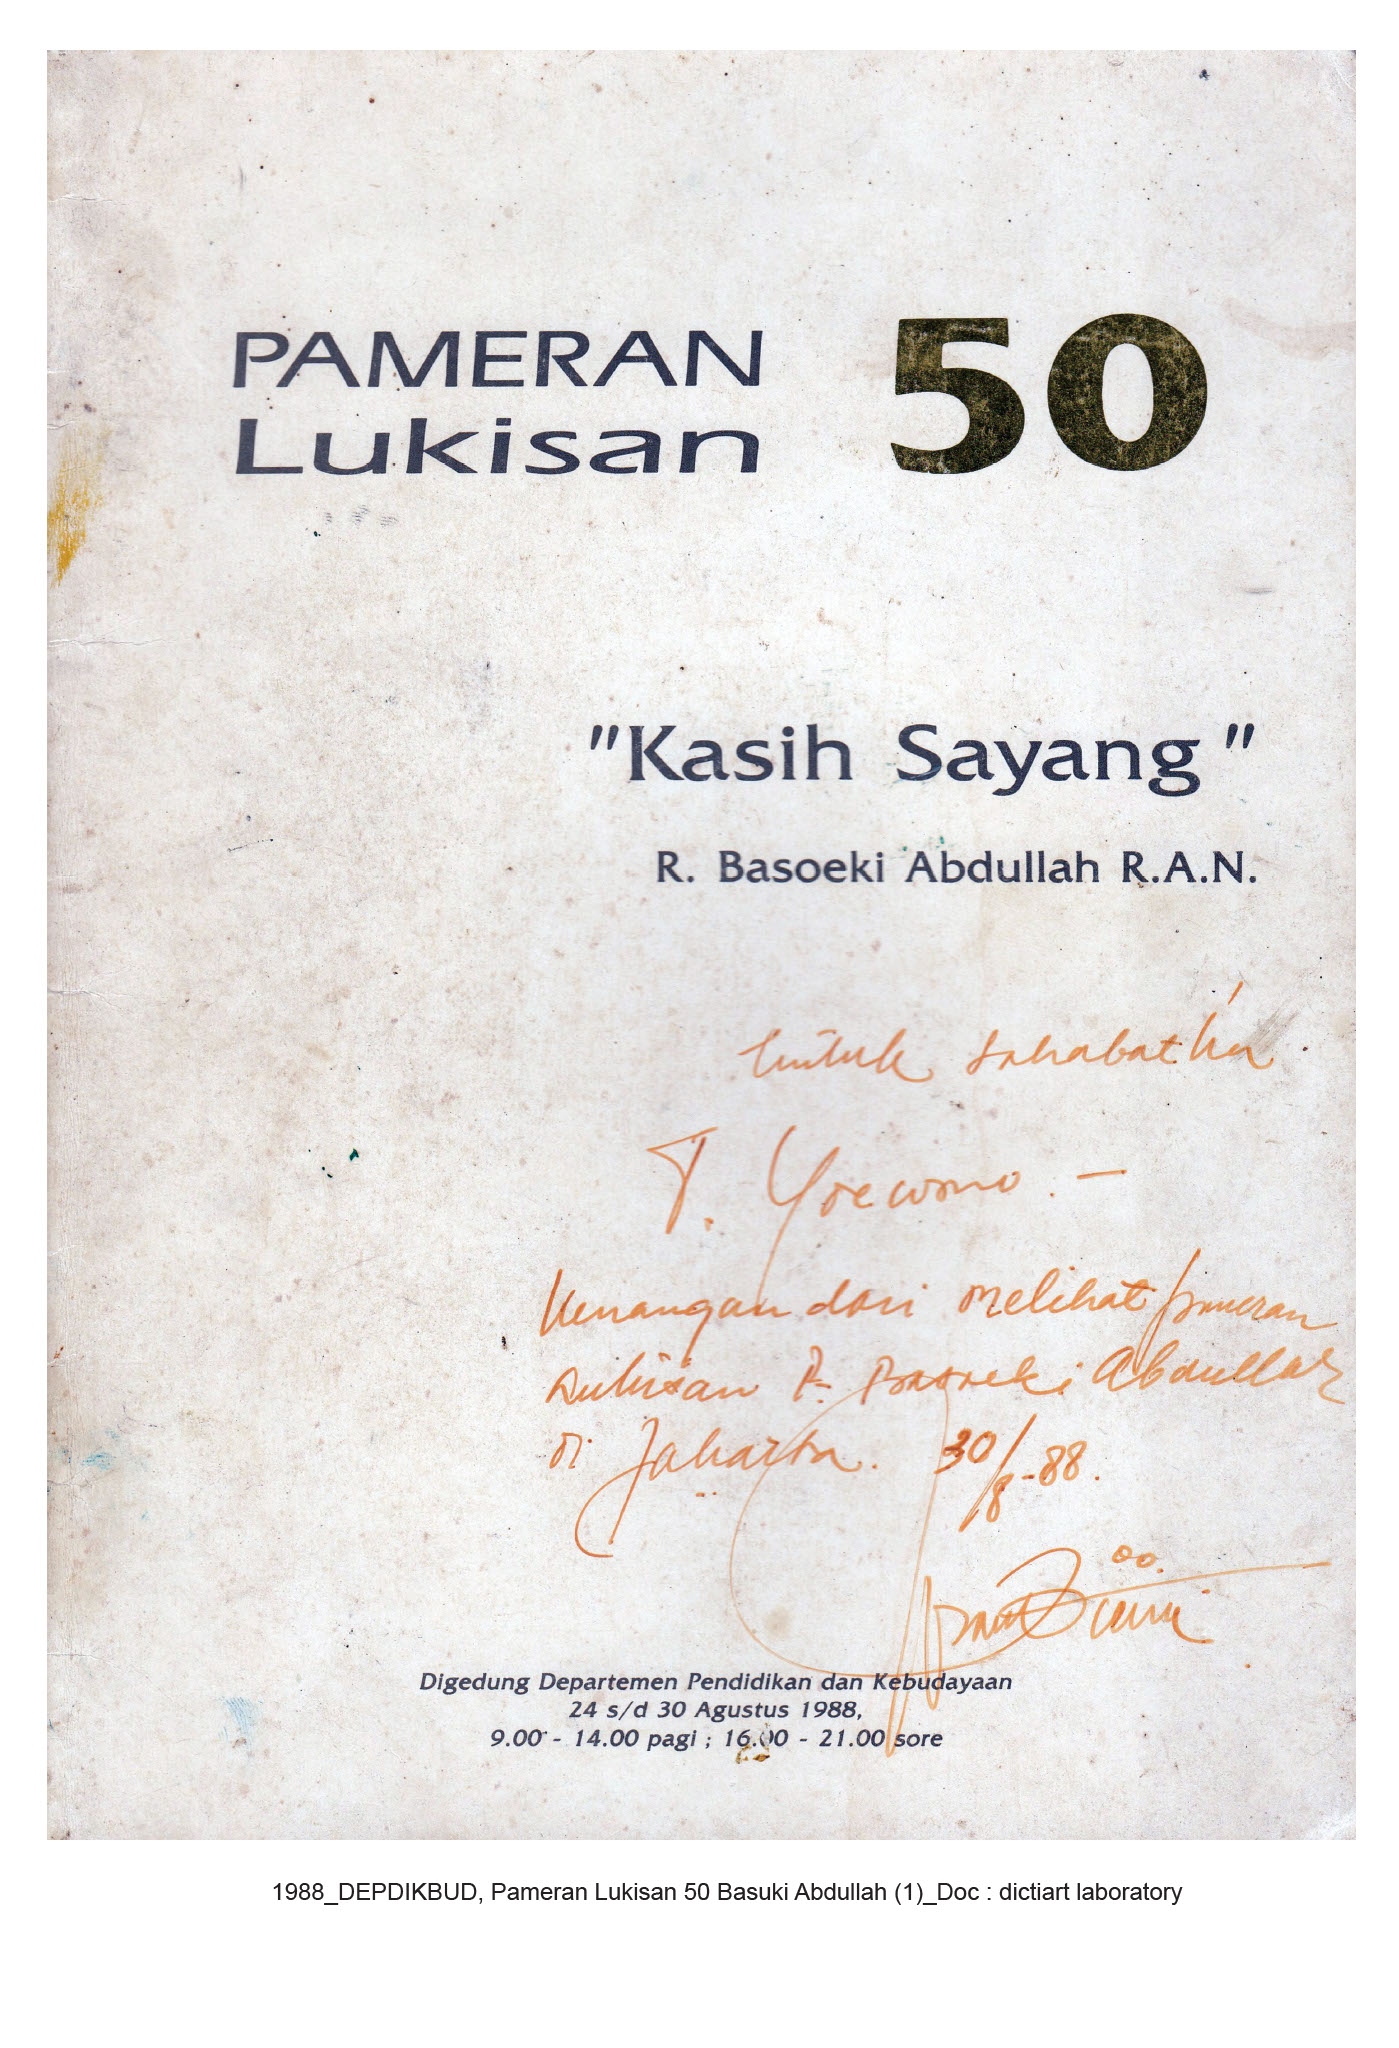 PAMERAN 50
Lukisan
"Kasih Sayang"
R. Basoeki Abdullah R.A.N.
Untuk sahabatku
T. Yoewono. –
Kenangan dari melihat pameran
Lukisan R. Basoeki Abdullah
di Jakarta. 30/8-88.
Digedung Departemen Pendidikan dan Kebudayaan
24 s/d 30 Agustus 1988,
9.00 - 14.00 pagi ; 16.00 - 21.00 sore
1988_DEPDIKBUD, Pameran Lukisan 50 Basuki Abdullah (1)_Doc : dictiart laboratory